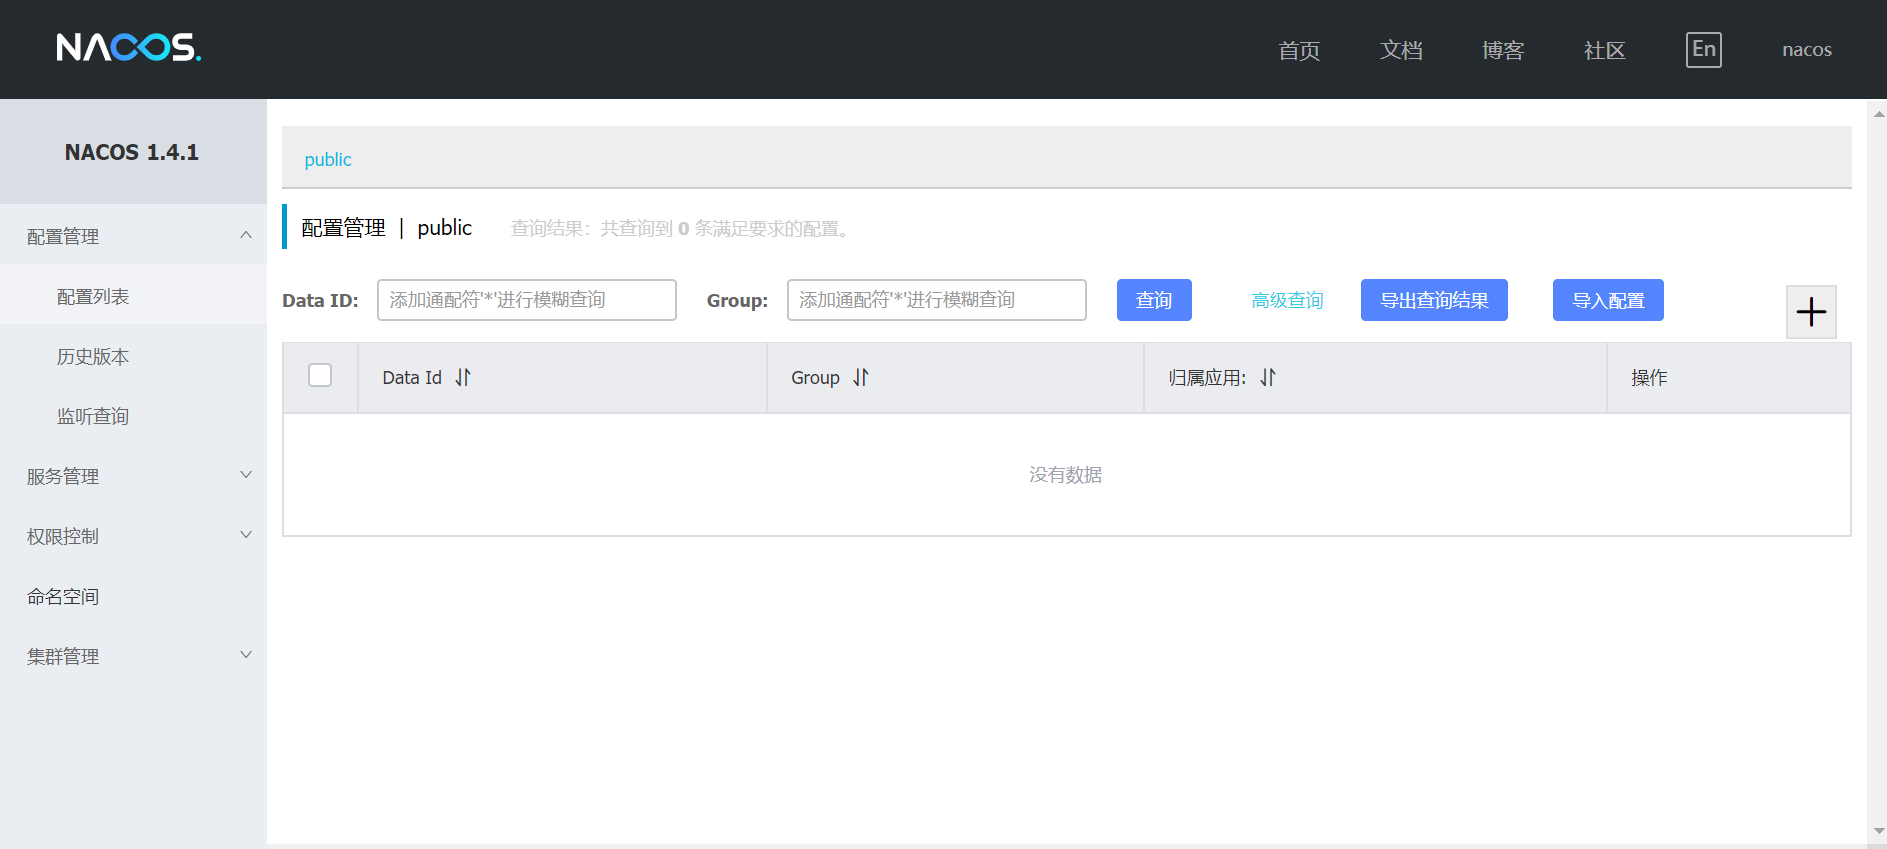 NACOS.
首页 文档 博客 社区 En nacos
NACOS 1.4.1
配置管理
配置列表
历史版本
监听查询
服务管理
权限控制
命名空间
集群管理
public
配置管理 | public 查询结果：共查询到 0 条满足要求的配置。
Data ID: 添加通配符'*'进行模糊查询 Group: 添加通配符'*'进行模糊查询 查询 高级查询 导出查询结果 导入配置
Data Id Group 归属应用: 操作
没有数据